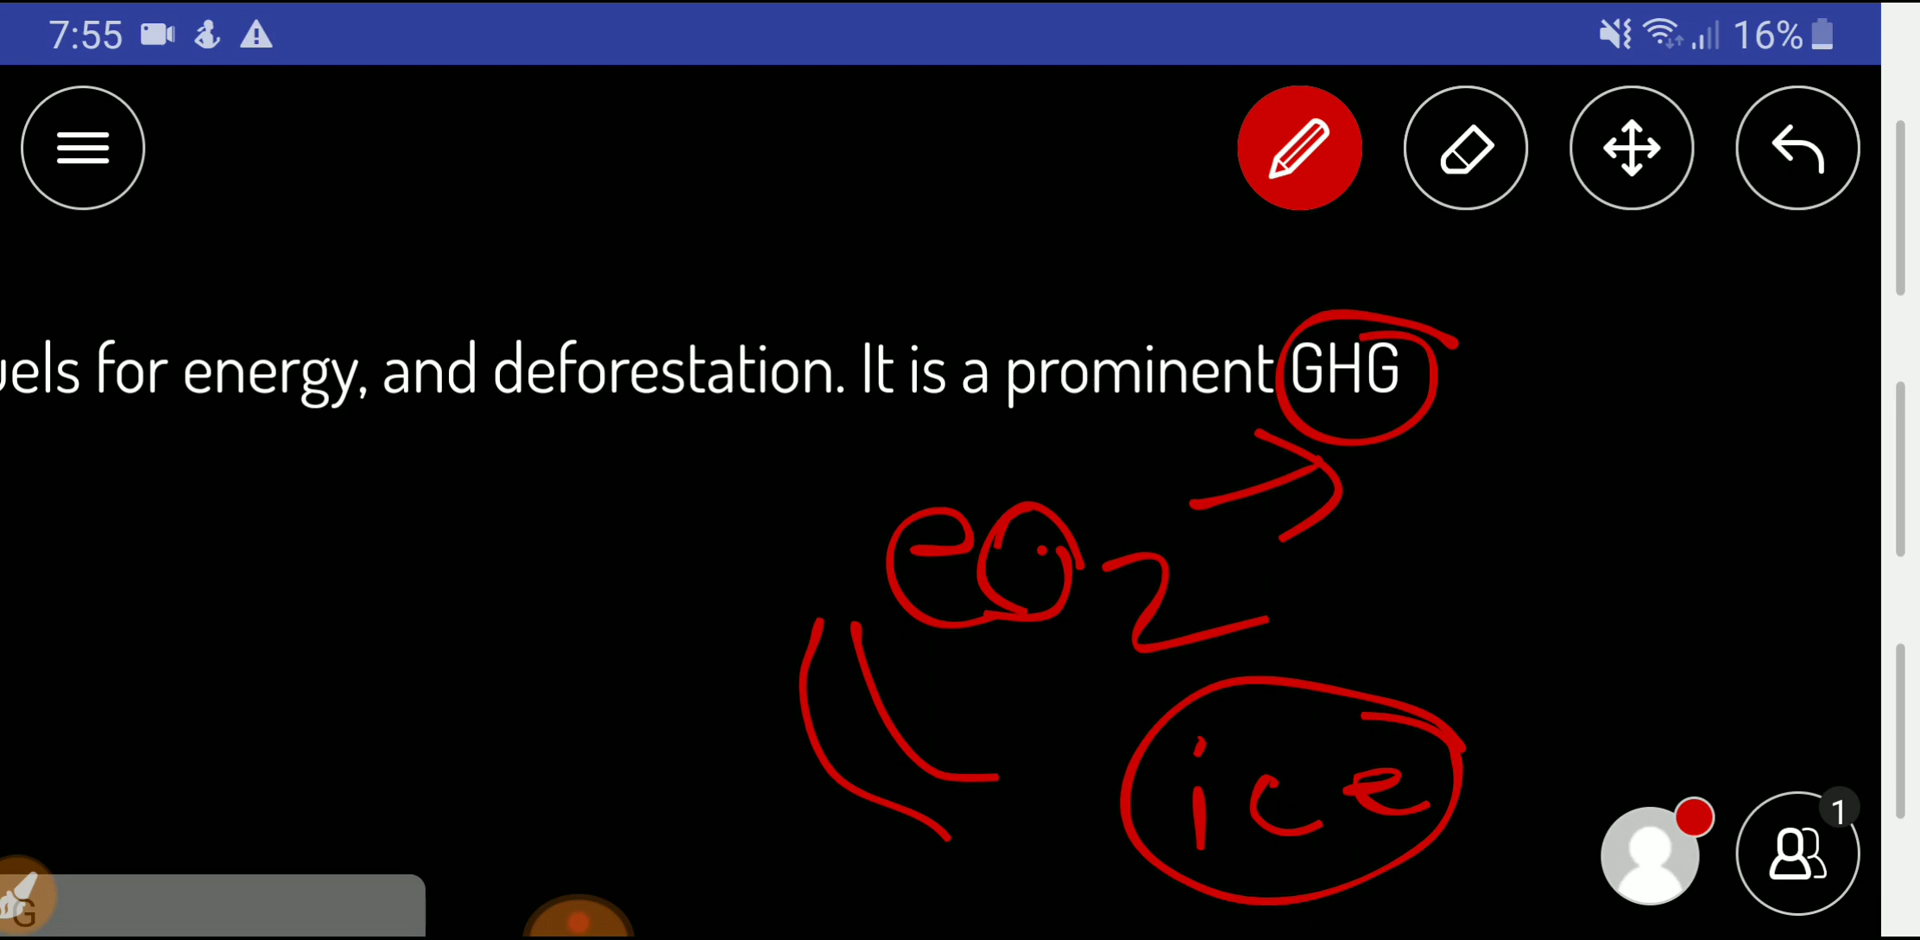 7:55 16%
uels for energy, and deforestation. It is a prominent GHG
CO2
ice
1
G